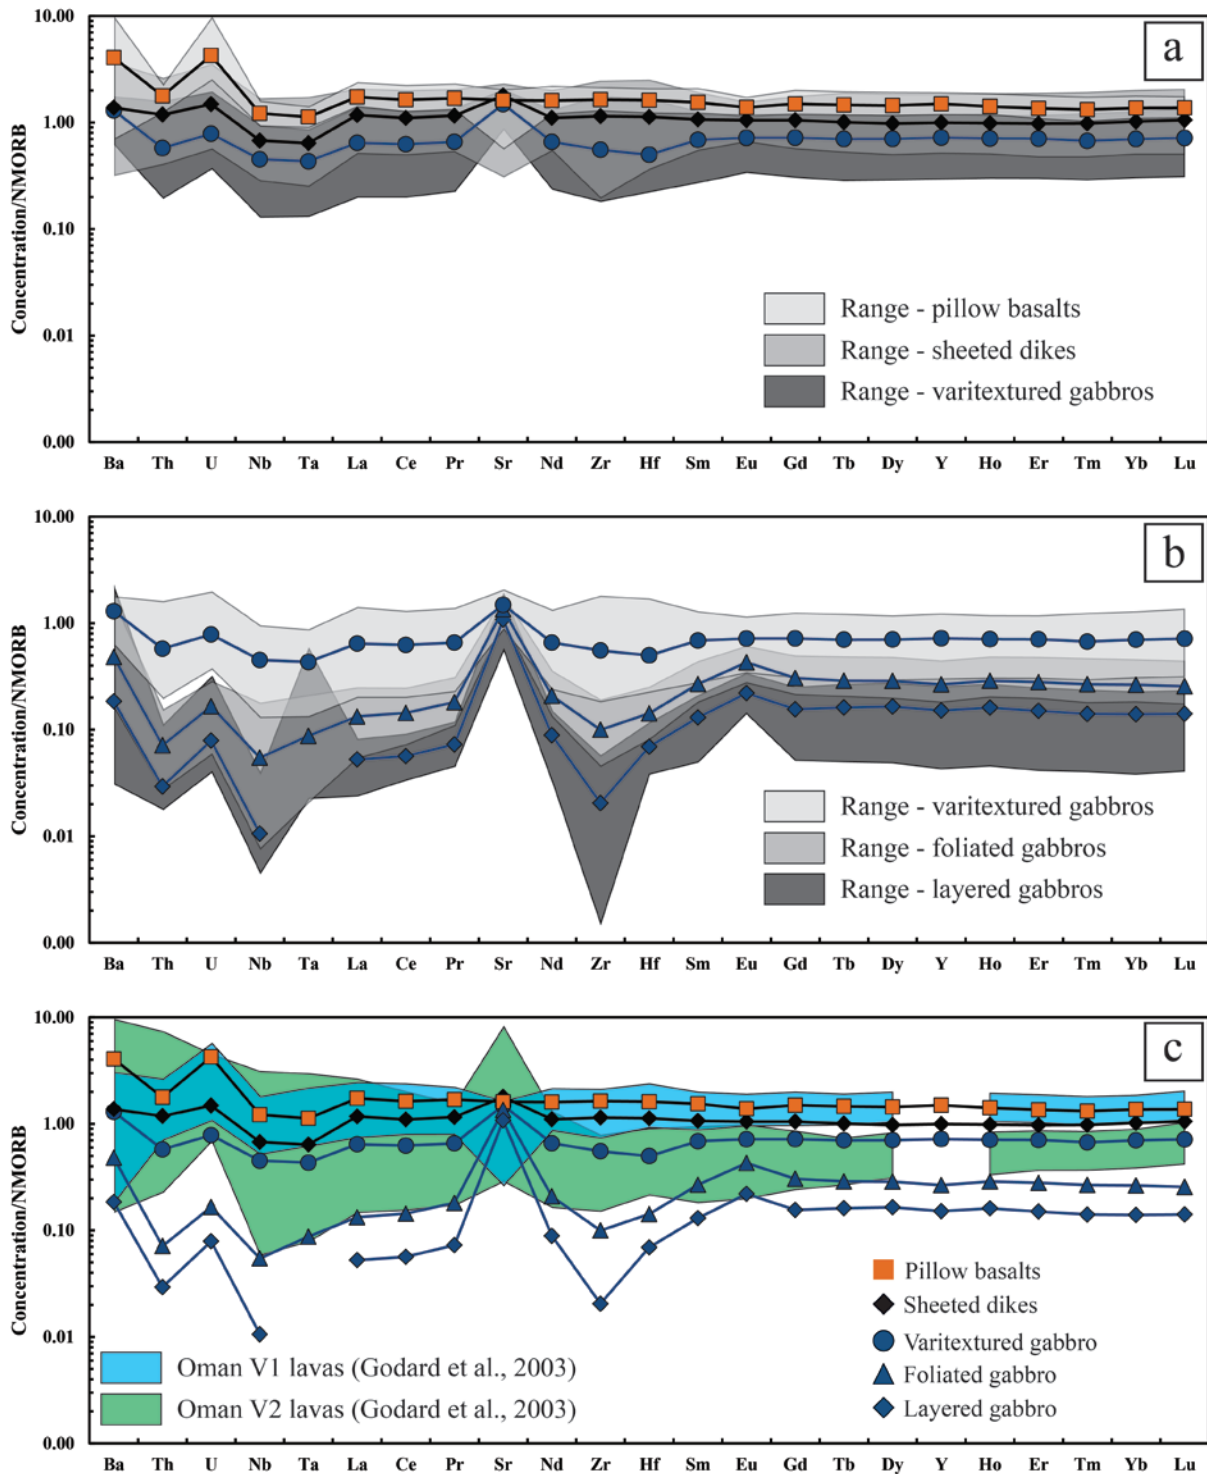 a
10.00
1.00
0.10
0.01
0.00
Concentration/NMORB
Range - pillow basalts
Range - sheeted dikes
Range - varitextured gabbros
Ba Th U Nb Ta La Ce Pr Sr Nd Zr Hf Sm Eu Gd Tb Dy Y Ho Er Tm Yb Lu
b
10.00
1.00
0.10
0.01
0.00
Concentration/NMORB
Range - varitextured gabbros
Range - foliated gabbros
Range - layered gabbros
Ba Th U Nb Ta La Ce Pr Sr Nd Zr Hf Sm Eu Gd Tb Dy Y Ho Er Tm Yb Lu
c
10.00
1.00
0.10
0.01
0.00
Concentration/NMORB
Pillow basalts
Sheeted dikes
Varitextured gabbro
Foliated gabbro
Layered gabbro
Oman V1 lavas (Godard et al., 2003)
Oman V2 lavas (Godard et al., 2003)
Ba Th U Nb Ta La Ce Pr Sr Nd Zr Hf Sm Eu Gd Tb Dy Y Ho Er Tm Yb Lu